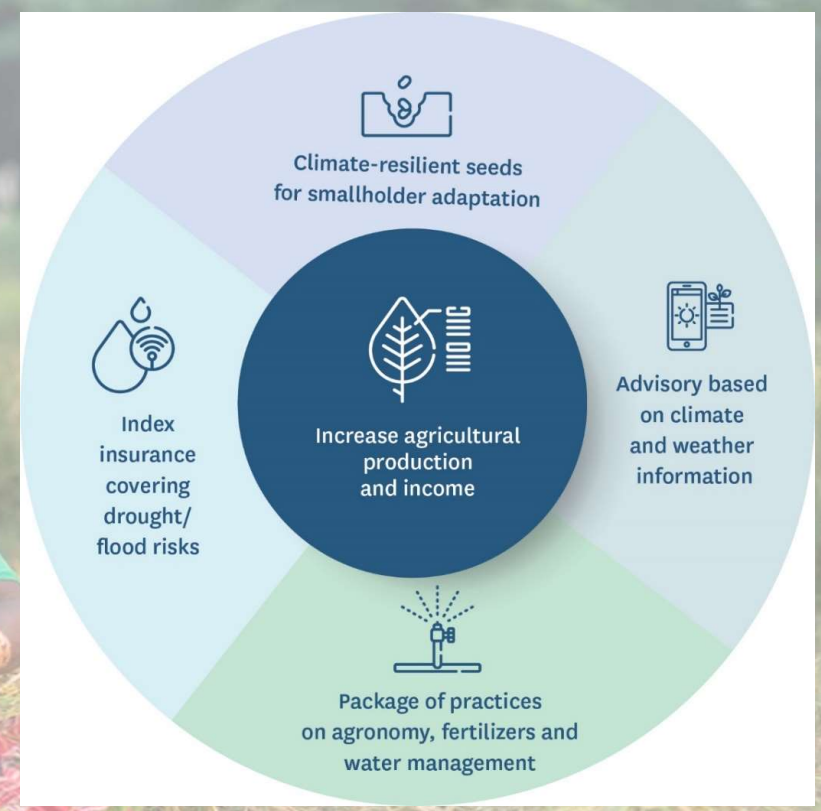 Climate-resilient seeds
for smallholder adaptation
Advisory based
on climate
and weather
information
Package of practices
on agronomy, fertilizers and
water management
Index
insurance
covering
drought/
flood risks
Increase agricultural
production
and income